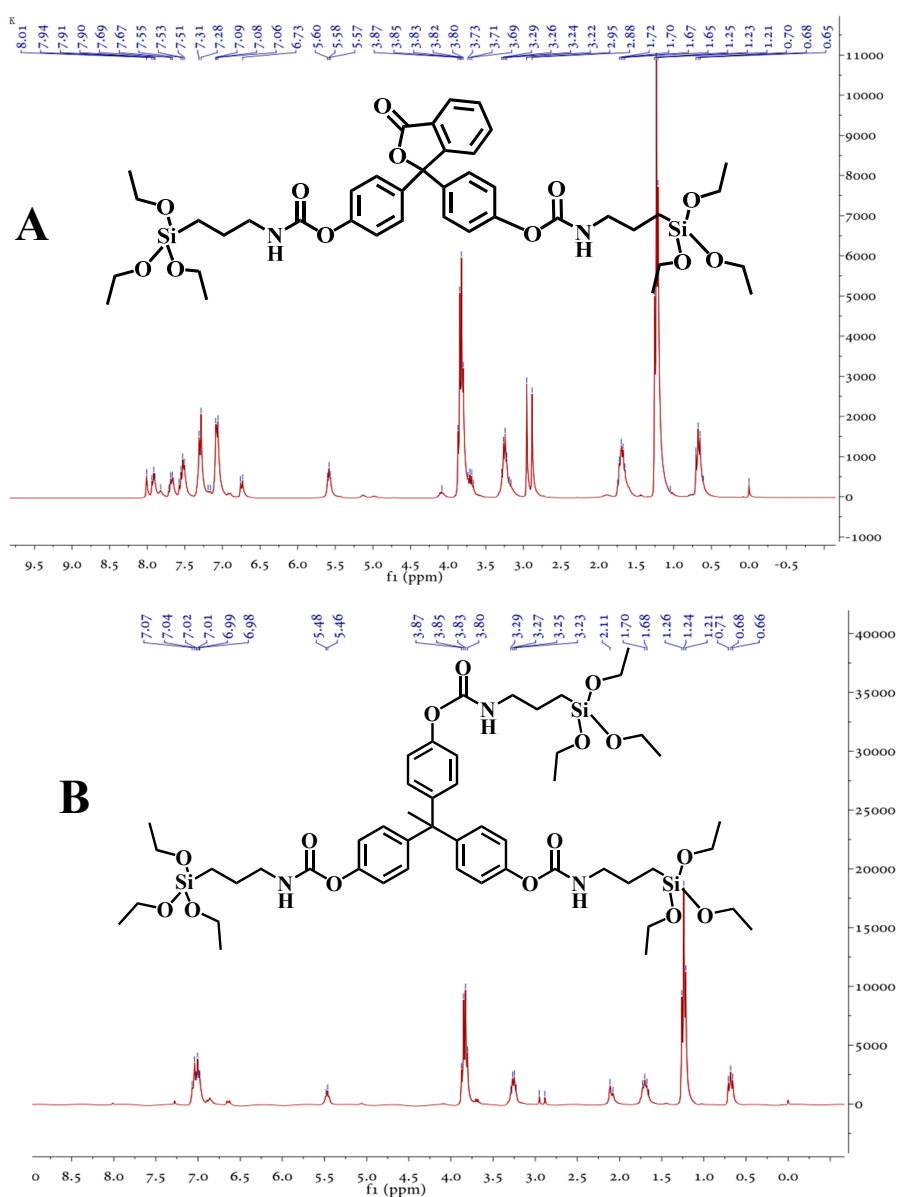 K
8.01 7.94 7.91 7.90 7.69 7.67 7.55 7.53 7.51 7.31 7.28 7.09 7.08 7.06 6.73 5.60 5.58 5.57 3.87 3.85 3.83 3.82 3.80 3.73 3.71 3.69 3.29 3.26 3.24 3.22 2.95 2.88 1.72 1.70 1.67 1.65 1.25 1.23 1.21 0.70 0.68 0.65
11000
10000
9000
8000
7000
6000
5000
4000
3000
2000
1000
0
-1000
A
O
O
O O
O Si N H O O N H Si O
O O O O
9.5 9.0 8.5 8.0 7.5 7.0 6.5 6.0 5.5 5.0 4.5 4.0 3.5 3.0 2.5 2.0 1.5 1.0 0.5 0.0 -0.5
f1 (ppm)
7.07 7.04 7.02 7.01 6.99 6.98 5.48 5.46 3.87 3.85 3.83 3.80 3.29 3.27 3.25 3.23 2.11 1.70 1.68 1.26 1.24 1.21 0.71 0.68 0.66
40000
35000
30000
25000
20000
15000
10000
5000
0
B
O O
O N H Si
O O
O O O O
Si N H O O N H Si
O O O O
0 8.5 8.0 7.5 7.0 6.5 6.0 5.5 5.0 4.5 4.0 3.5 3.0 2.5 2.0 1.5 1.0 0.5 0.0
f1 (ppm)